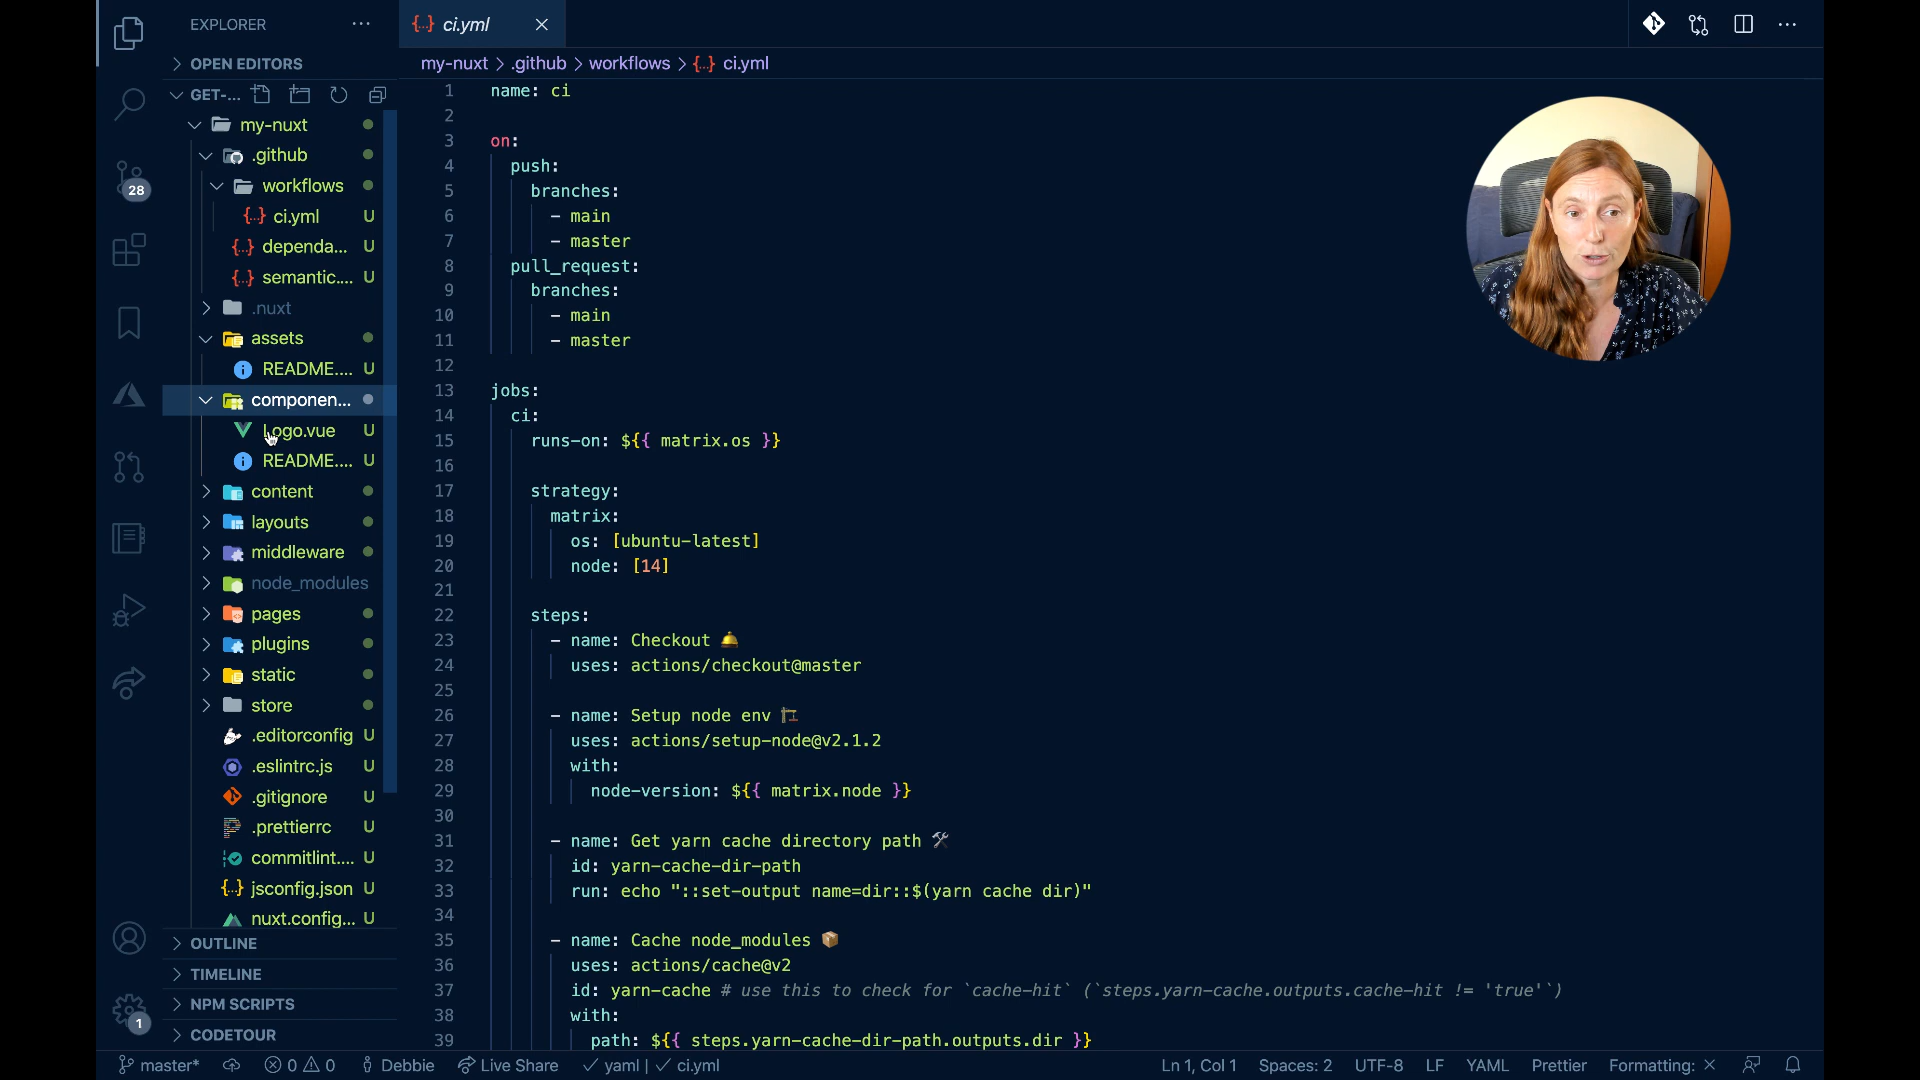 EXPLORER
OPEN EDITORS
GET-...
my-nuxt
.github
workflows
ci.yml U
dependa... U
semantic.... U
.nuxt
assets
README.... U
componen...
Logo.vue U
README.... U
content
layouts
middleware
node_modules
pages
plugins
static
store
.editorconfig U
.eslintrc.js U
.gitignore U
.prettierrc U
commitlint.... U
jsconfig.json U
nuxt.config... U
OUTLINE
TIMELINE
NPM SCRIPTS
CODETOUR
28
1
{..} ci.yml
my-nuxt > .github > workflows > {..} ci.yml
1 name: ci
2
3 on:
4 push:
5 branches:
6 - main
7 - master
8 pull_request:
9 branches:
10 - main
11 - master
12
13 jobs:
14 ci:
15 runs-on: ${{ matrix.os }}
16
17 strategy:
18 matrix:
19 os: [ubuntu-latest]
20 node: [14]
21
22 steps:
23 - name: Checkout 🛎
24 uses: actions/checkout@master
25
26 - name: Setup node env 🏗
27 uses: actions/setup-node@v2.1.2
28 with:
29 node-version: ${{ matrix.node }}
30
31 - name: Get yarn cache directory path 🛠
32 id: yarn-cache-dir-path
33 run: echo "::set-output name=dir::$(yarn cache dir)"
34
35 - name: Cache node_modules 📦
36 uses: actions/cache@v2
37 id: yarn-cache # use this to check for `cache-hit` (`steps.yarn-cache.outputs.cache-hit != 'true'`)
38 with:
39 path: ${{ steps.yarn-cache-dir-path.outputs.dir }}
master* 0 0 Debbie Live Share ✓ yaml | ✓ ci.yml Ln 1, Col 1 Spaces: 2 UTF-8 LF YAML Prettier Formatting: ×